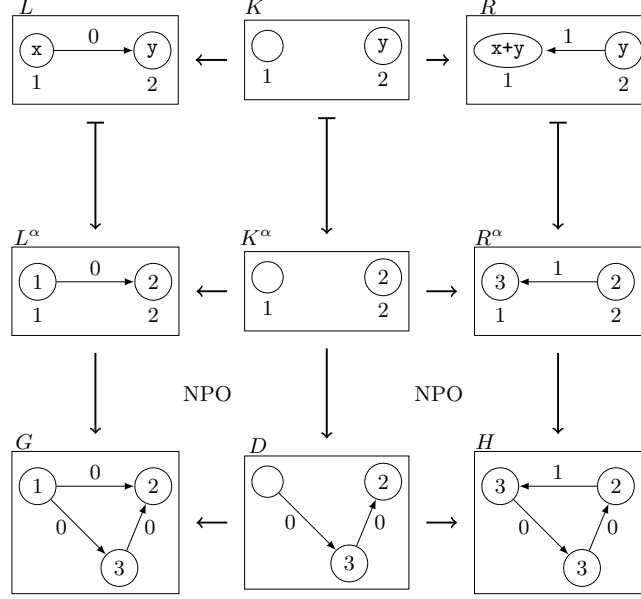 L K R
x 0 y y x+y 1 y
1 2 1 2 1 2
L^α K^α R^α
1 0 2 2 3 1 2
1 2 1 2 1 2
NPO NPO
G D H
1 0 2 2 3 1 2
0 0 0 0 0 0
3 3 3